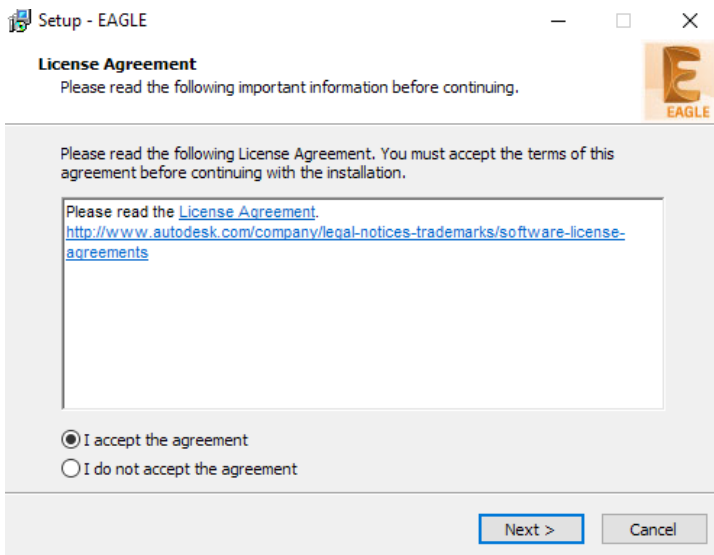 Setup - EAGLE
License Agreement
Please read the following important information before continuing.
EAGLE
Please read the following License Agreement. You must accept the terms of this
agreement before continuing with the installation.
Please read the License Agreement.
http://www.autodesk.com/company/legal-notices-trademarks/software-license-
agreements
I accept the agreement
I do not accept the agreement
Next >
Cancel